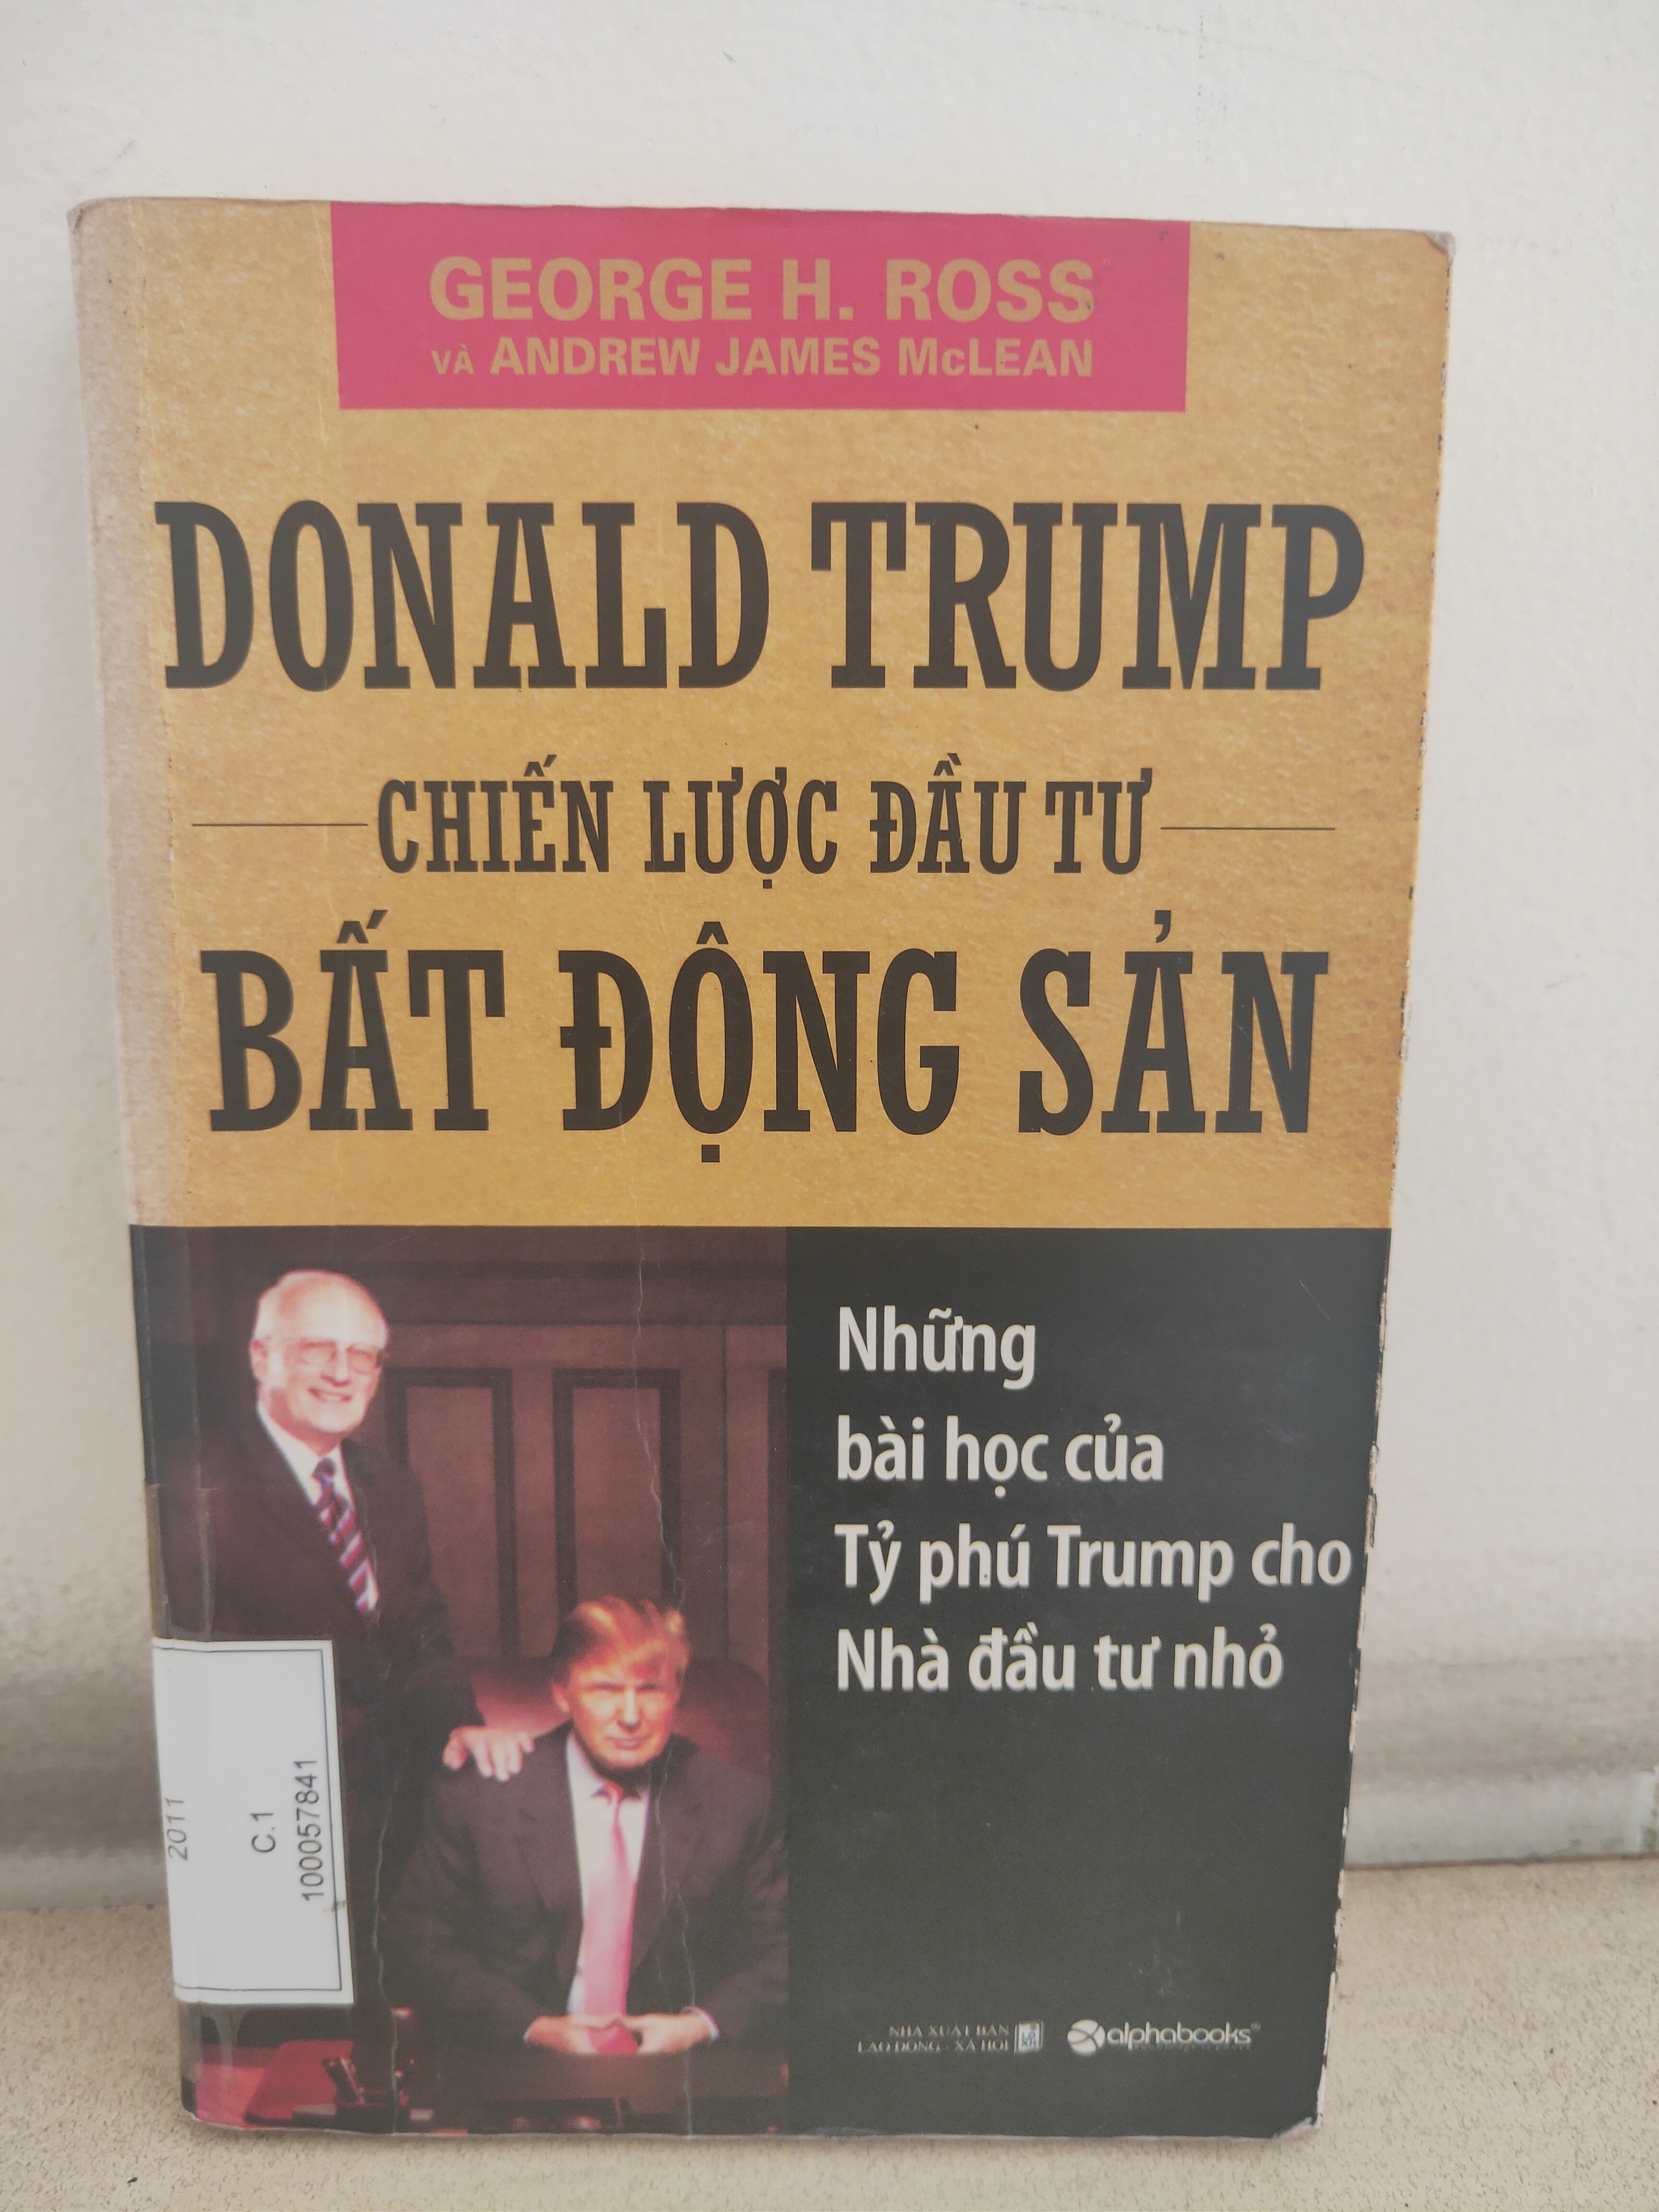 GEORGE H. ROSS
VÀ ANDREW JAMES McLEAN
DONALD TRUMP
CHIẾN LƯỢC ĐẦU TƯ
BẤT ĐỘNG SẢN
Những
bài học của
Tỷ phú Trump cho
Nhà đầu tư nhỏ
2011
C.1
100057841
NHÀ XUẤT BẢN
LAO ĐỘNG - XÃ HỘI
alphabooks®